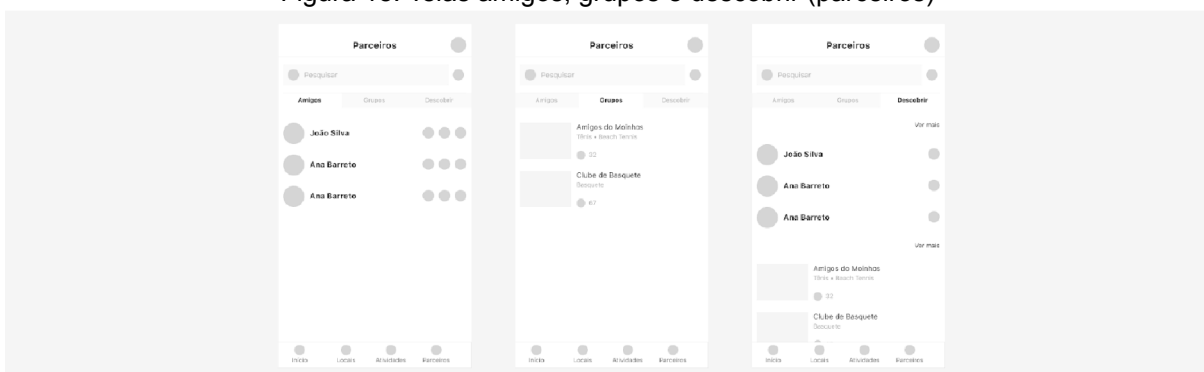 Figura 10: Telas amigos, grupos e descobrir (parceiros)
Parceiros
Pesquisar
Amigos Grupos Descobrir
João Silva
Ana Barreto
Ana Barreto
Início Locais Atividades Parceiros
Parceiros
Pesquisar
Amigos Grupos Descobrir
Amigos do Moinhos
Tênis • Beach Tennis
32
Clube de Basquete
Basquete
67
Início Locais Atividades Parceiros
Parceiros
Pesquisar
Amigos Grupos Descobrir
Ver mais
João Silva
Ana Barreto
Ana Barreto
Ver mais
Amigos do Moinhos
Tênis • Beach Tennis
32
Clube de Basquete
Basquete
Início Locais Atividades Parceiros